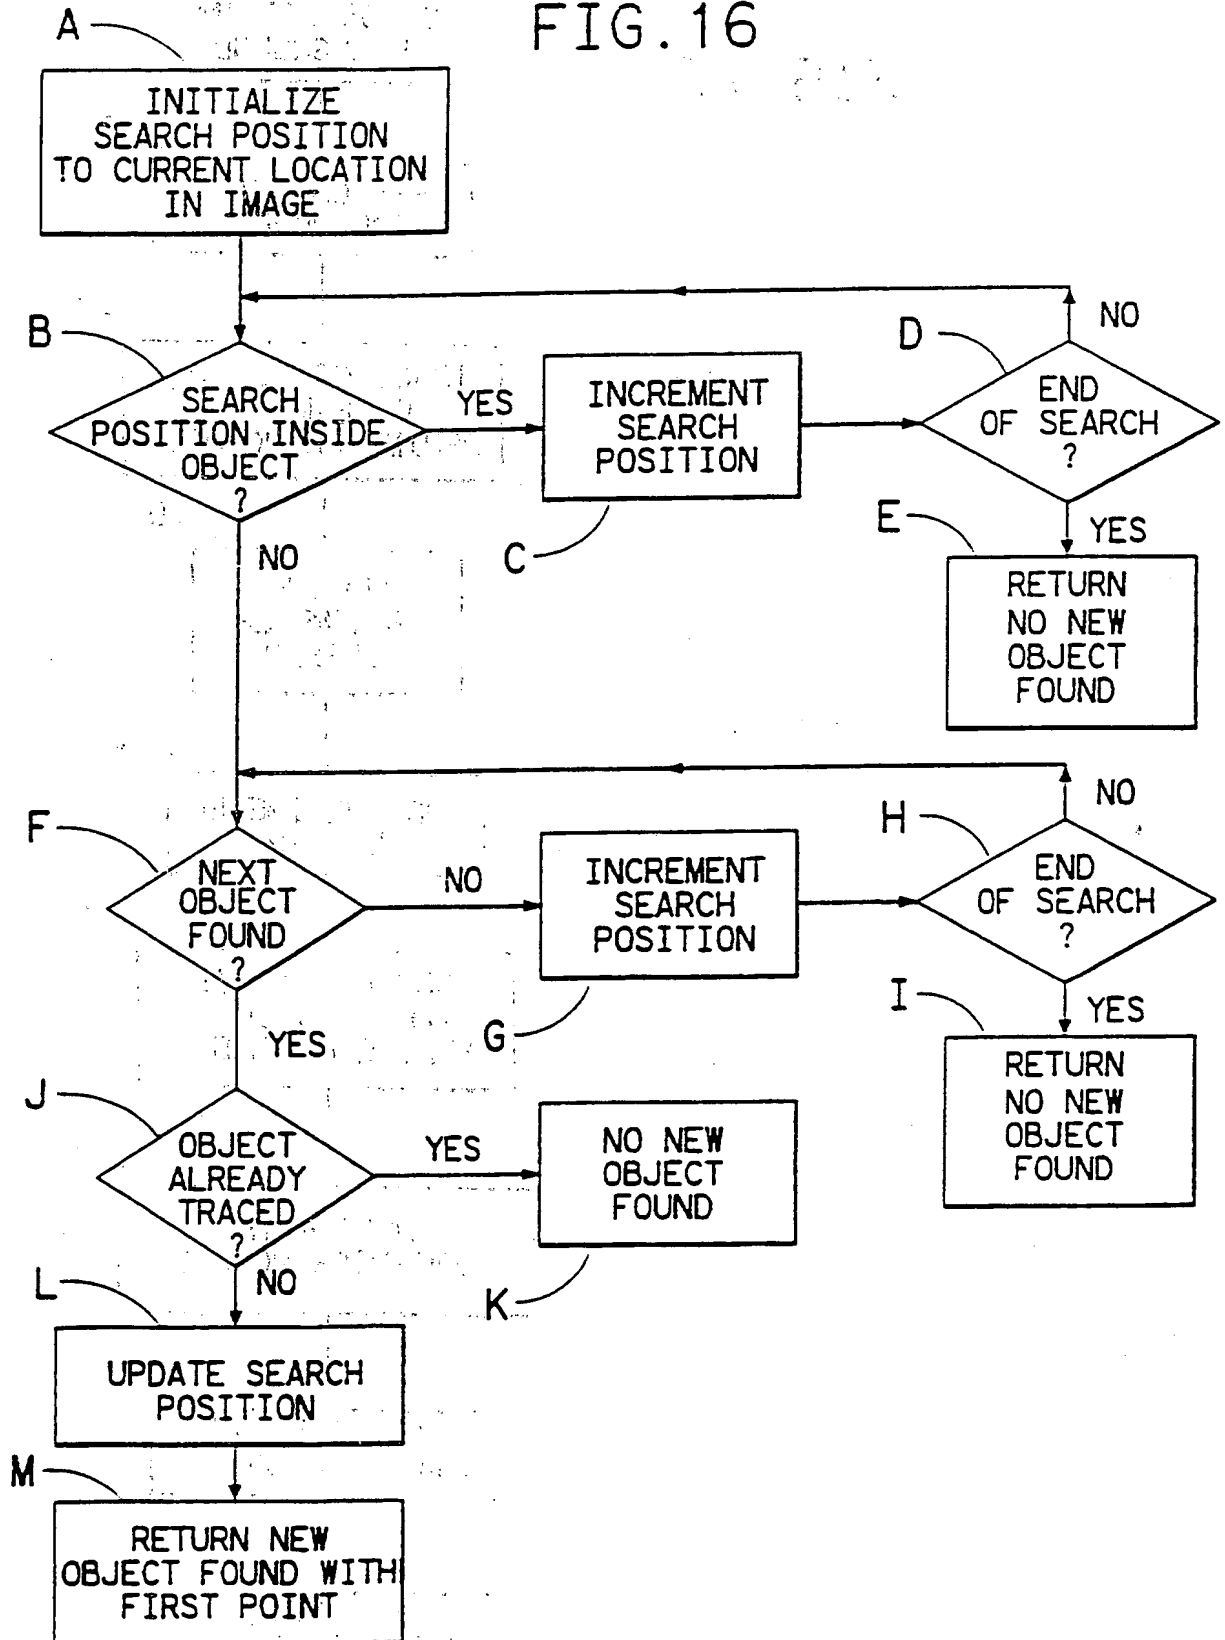 FIG.16
A
INITIALIZE
SEARCH POSITION
TO CURRENT LOCATION
IN IMAGE
B
SEARCH
POSITION INSIDE
OBJECT
?
YES
NO
INCREMENT
SEARCH
POSITION
C
D
END
OF SEARCH
?
NO
YES
E
RETURN
NO NEW
OBJECT
FOUND
F
NEXT
OBJECT
FOUND
?
NO
YES
INCREMENT
SEARCH
POSITION
G
H
END
OF SEARCH
?
NO
YES
I
RETURN
NO NEW
OBJECT
FOUND
J
OBJECT
ALREADY
TRACED
?
YES
NO
NO NEW
OBJECT
FOUND
K
L
UPDATE SEARCH
POSITION
M
RETURN NEW
OBJECT FOUND WITH
FIRST POINT